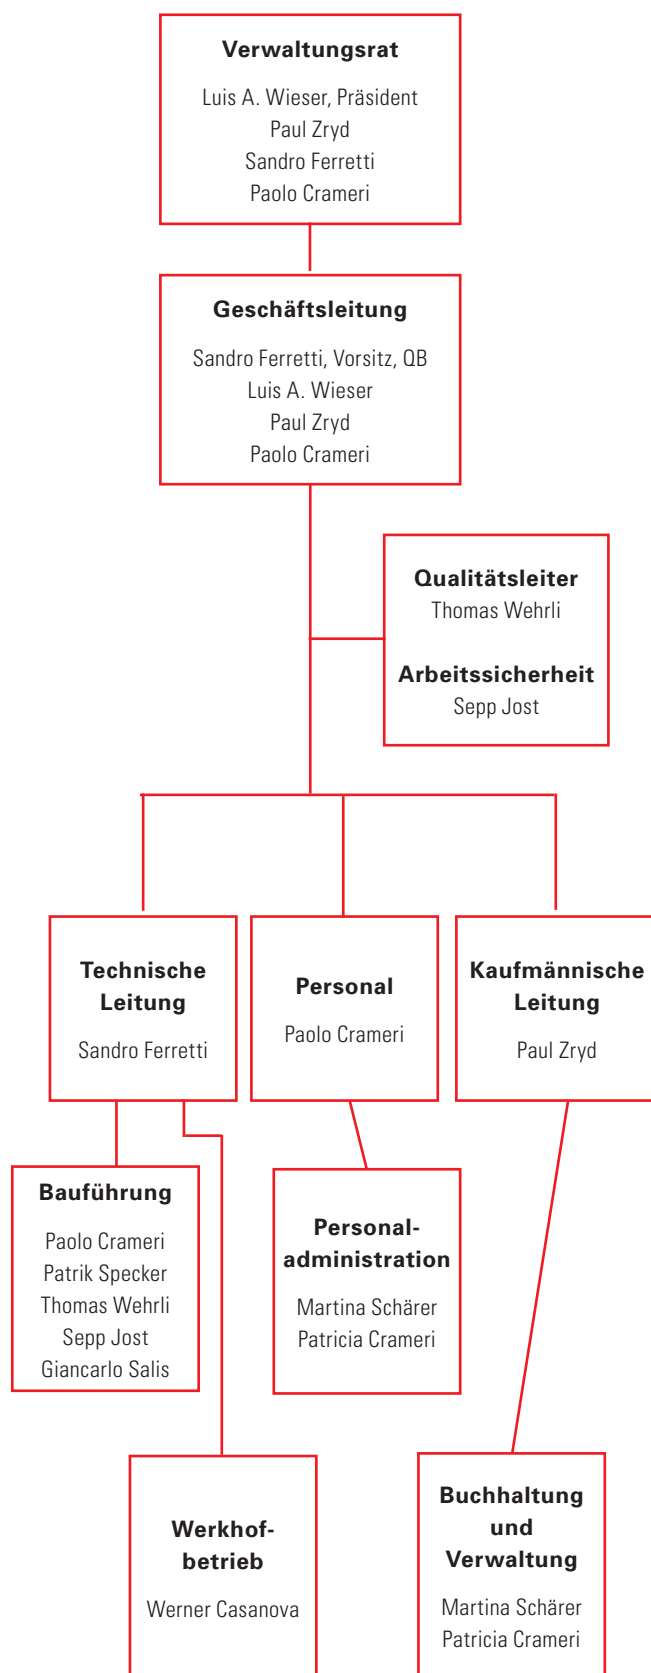 Verwaltungsrat
Luis A. Wieser, Präsident
Paul Zryd
Sandro Ferretti
Paolo Crameri
Geschäftsleitung
Sandro Ferretti, Vorsitz, QB
Luis A. Wieser
Paul Zryd
Paolo Crameri
Qualitätsleiter
Thomas Wehrli
Arbeitssicherheit
Sepp Jost
Technische
Leitung
Sandro Ferretti
Personal
Paolo Crameri
Kaufmännische
Leitung
Paul Zryd
Bauführung
Paolo Crameri
Patrik Specker
Thomas Wehrli
Sepp Jost
Giancarlo Salis
Personal-
administration
Martina Schärer
Patricia Crameri
Werkhof-
betrieb
Werner Casanova
Buchhaltung
und
Verwaltung
Martina Schärer
Patricia Crameri